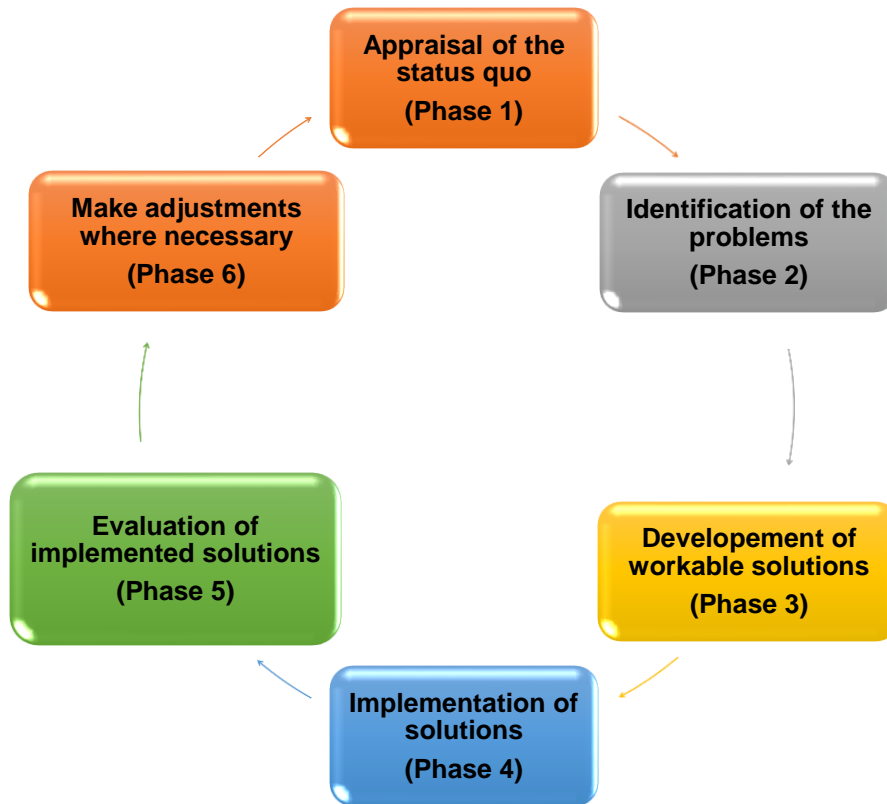 Appraisal of the
status quo
(Phase 1)
Identification of the
problems
(Phase 2)
Developement of
workable solutions
(Phase 3)
Implementation of
solutions
(Phase 4)
Evaluation of
implemented solutions
(Phase 5)
Make adjustments
where necessary
(Phase 6)